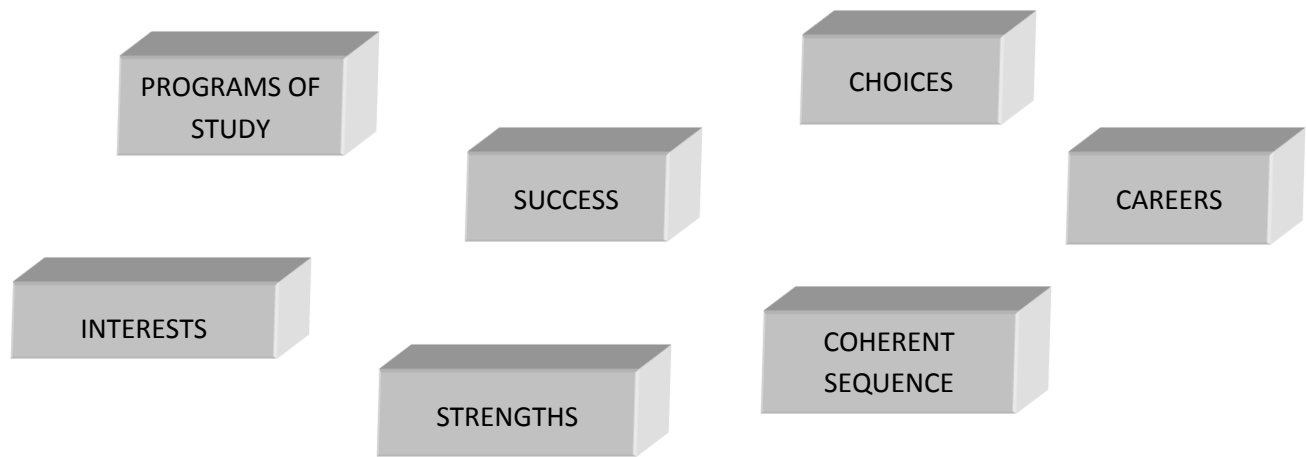 PROGRAMS OF
STUDY
CHOICES
SUCCESS
CAREERS
INTERESTS
STRENGTHS
COHERENT
SEQUENCE